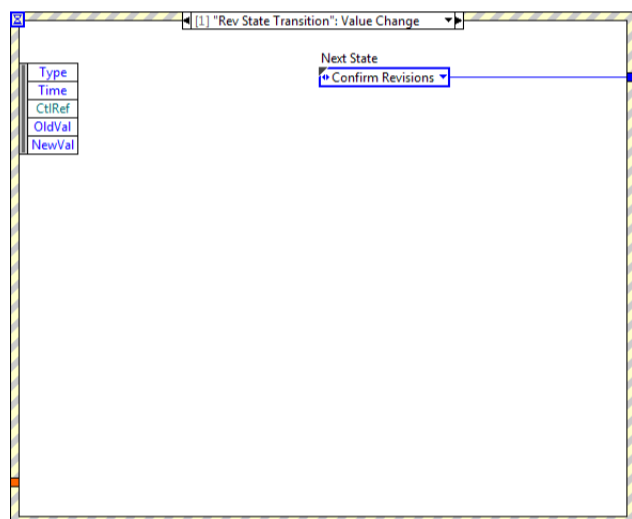 [1] "Rev State Transition": Value Change
Next State
Confirm Revisions
Type
Time
CtlRef
OldVal
NewVal